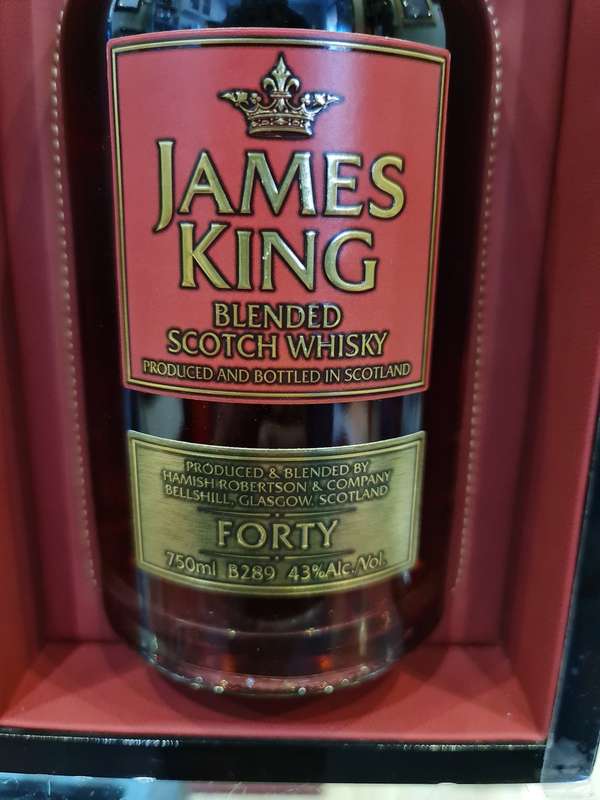 JAMES
KING
BLENDED
SCOTCH WHISKY
PRODUCED AND BOTTLED IN SCOTLAND
PRODUCED & BLENDED BY
HAMISH ROBERTSON & COMPANY
BELLSHILL, GLASGOW, SCOTLAND
FORTY
750ml B289 43%Alc./Vol.